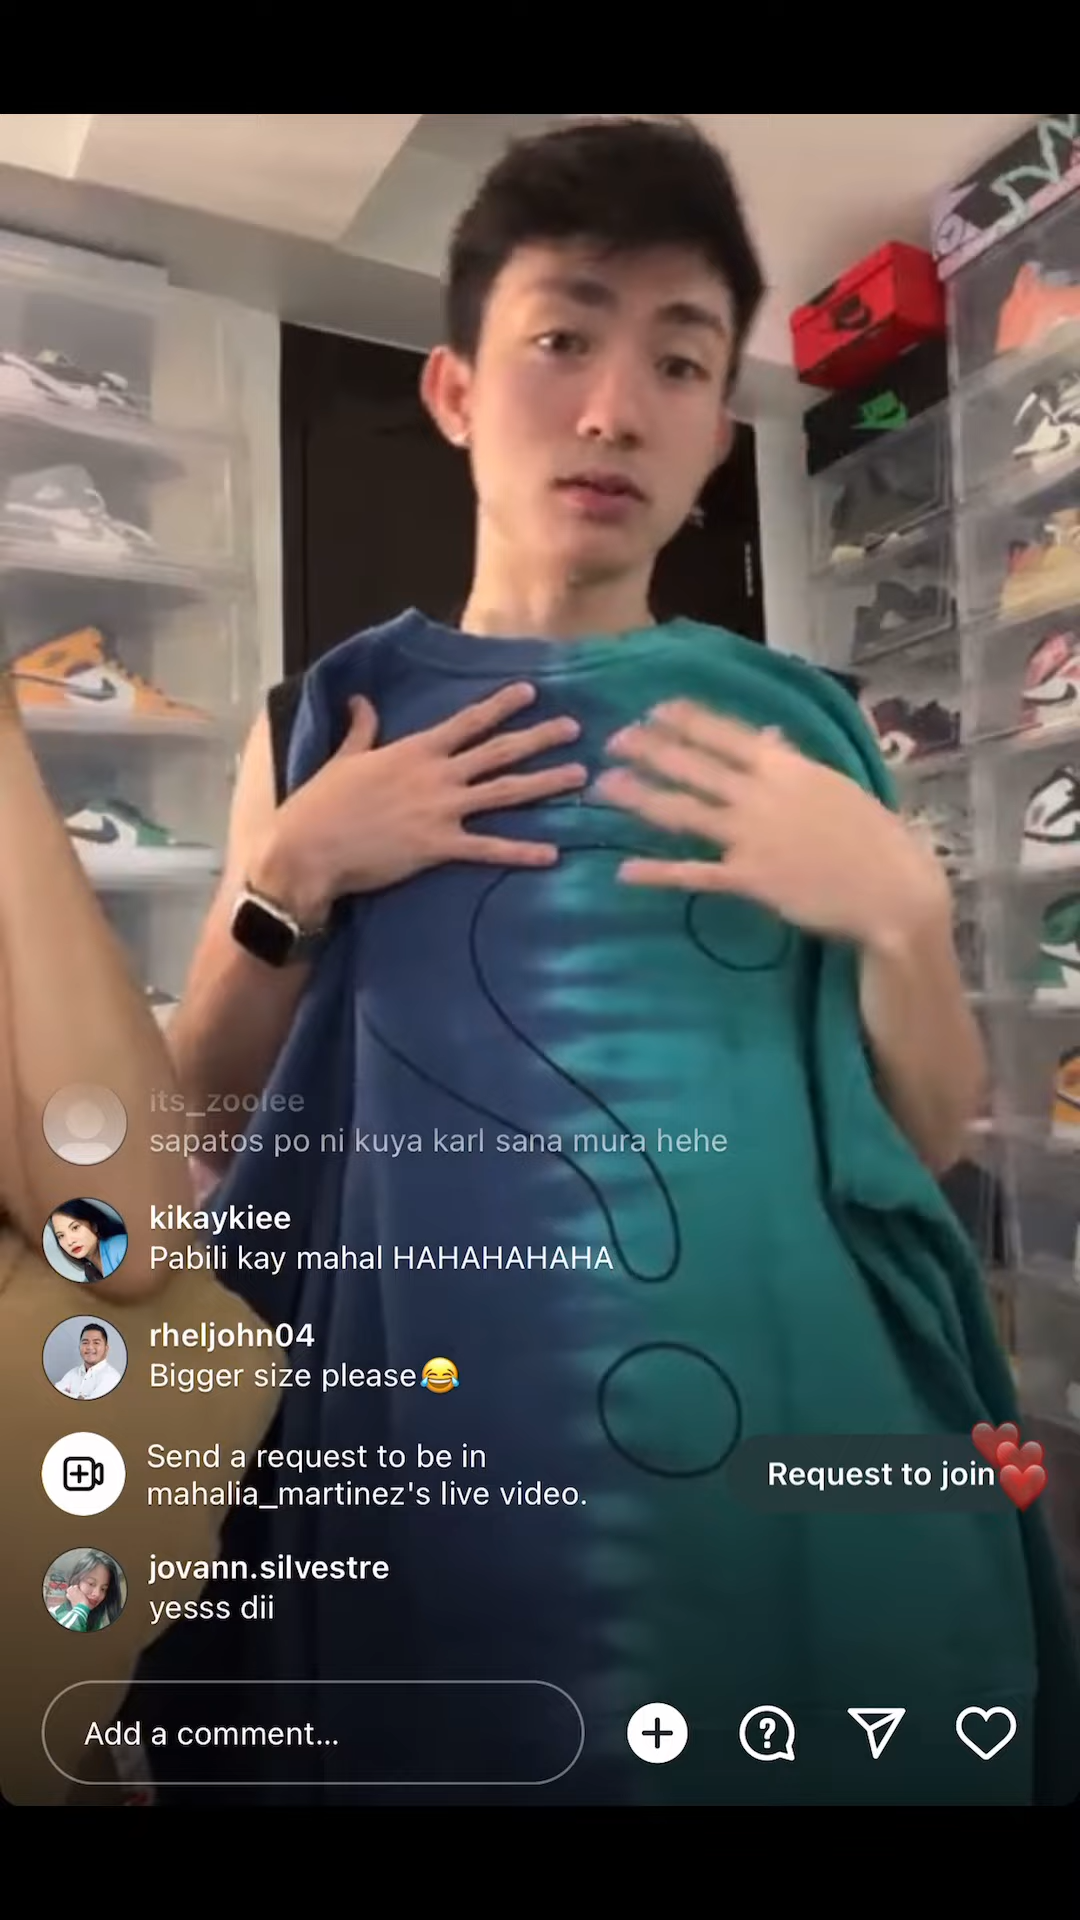 its_zoolee
sapatos po ni kuya karl sana mura hehe
kikaykiee
Pabili kay mahal HAHAHAHAHA
rheljohn04
Bigger size please😂
Send a request to be in
mahalia_martinez's live video.
Request to join
jovann.silvestre
yesss dii
Add a comment...